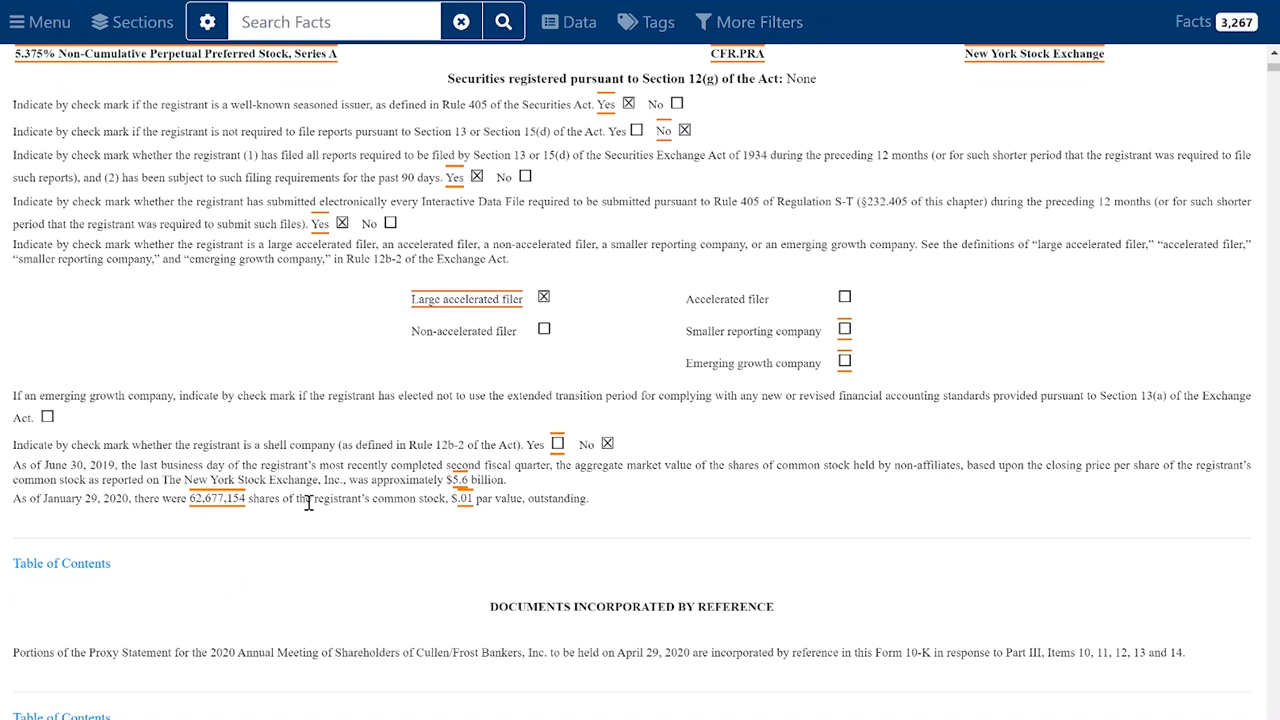 Menu Sections Search Facts Data Tags More Filters Facts 3,267
5.375% Non-Cumulative Perpetual Preferred Stock, Series A CFR.PRA New York Stock Exchange
Securities registered pursuant to Section 12(g) of the Act: None
Indicate by check mark if the registrant is a well-known seasoned issuer, as defined in Rule 405 of the Securities Act. Yes ☒ No ☐
Indicate by check mark if the registrant is not required to file reports pursuant to Section 13 or Section 15(d) of the Act. Yes ☐ No ☒
Indicate by check mark whether the registrant (1) has filed all reports required to be filed by Section 13 or 15(d) of the Securities Exchange Act of 1934 during the preceding 12 months (or for such shorter period that the registrant was required to file
such reports), and (2) has been subject to such filing requirements for the past 90 days. Yes ☒ No ☐
Indicate by check mark whether the registrant has submitted electronically every Interactive Data File required to be submitted pursuant to Rule 405 of Regulation S-T (§232.405 of this chapter) during the preceding 12 months (or for such shorter
period that the registrant was required to submit such files). Yes ☒ No ☐
Indicate by check mark whether the registrant is a large accelerated filer, an accelerated filer, a non-accelerated filer, a smaller reporting company, or an emerging growth company. See the definitions of “large accelerated filer,” “accelerated filer,”
“smaller reporting company,” and “emerging growth company,” in Rule 12b-2 of the Exchange Act.
Large accelerated filer ☒ Accelerated filer ☐
Non-accelerated filer ☐ Smaller reporting company ☐
Emerging growth company ☐
If an emerging growth company, indicate by check mark if the registrant has elected not to use the extended transition period for complying with any new or revised financial accounting standards provided pursuant to Section 13(a) of the Exchange
Act. ☐
Indicate by check mark whether the registrant is a shell company (as defined in Rule 12b-2 of the Act). Yes ☐ No ☒
As of June 30, 2019, the last business day of the registrant’s most recently completed second fiscal quarter, the aggregate market value of the shares of common stock held by non-affiliates, based upon the closing price per share of the registrant’s
common stock as reported on The New York Stock Exchange, Inc., was approximately $5.6 billion.
As of January 29, 2020, there were 62,677,154 shares of the registrant’s common stock, $.01 par value, outstanding.
Table of Contents
DOCUMENTS INCORPORATED BY REFERENCE
Portions of the Proxy Statement for the 2020 Annual Meeting of Shareholders of Cullen/Frost Bankers, Inc. to be held on April 29, 2020 are incorporated by reference in this Form 10-K in response to Part III, Items 10, 11, 12, 13 and 14.
Table of Contents